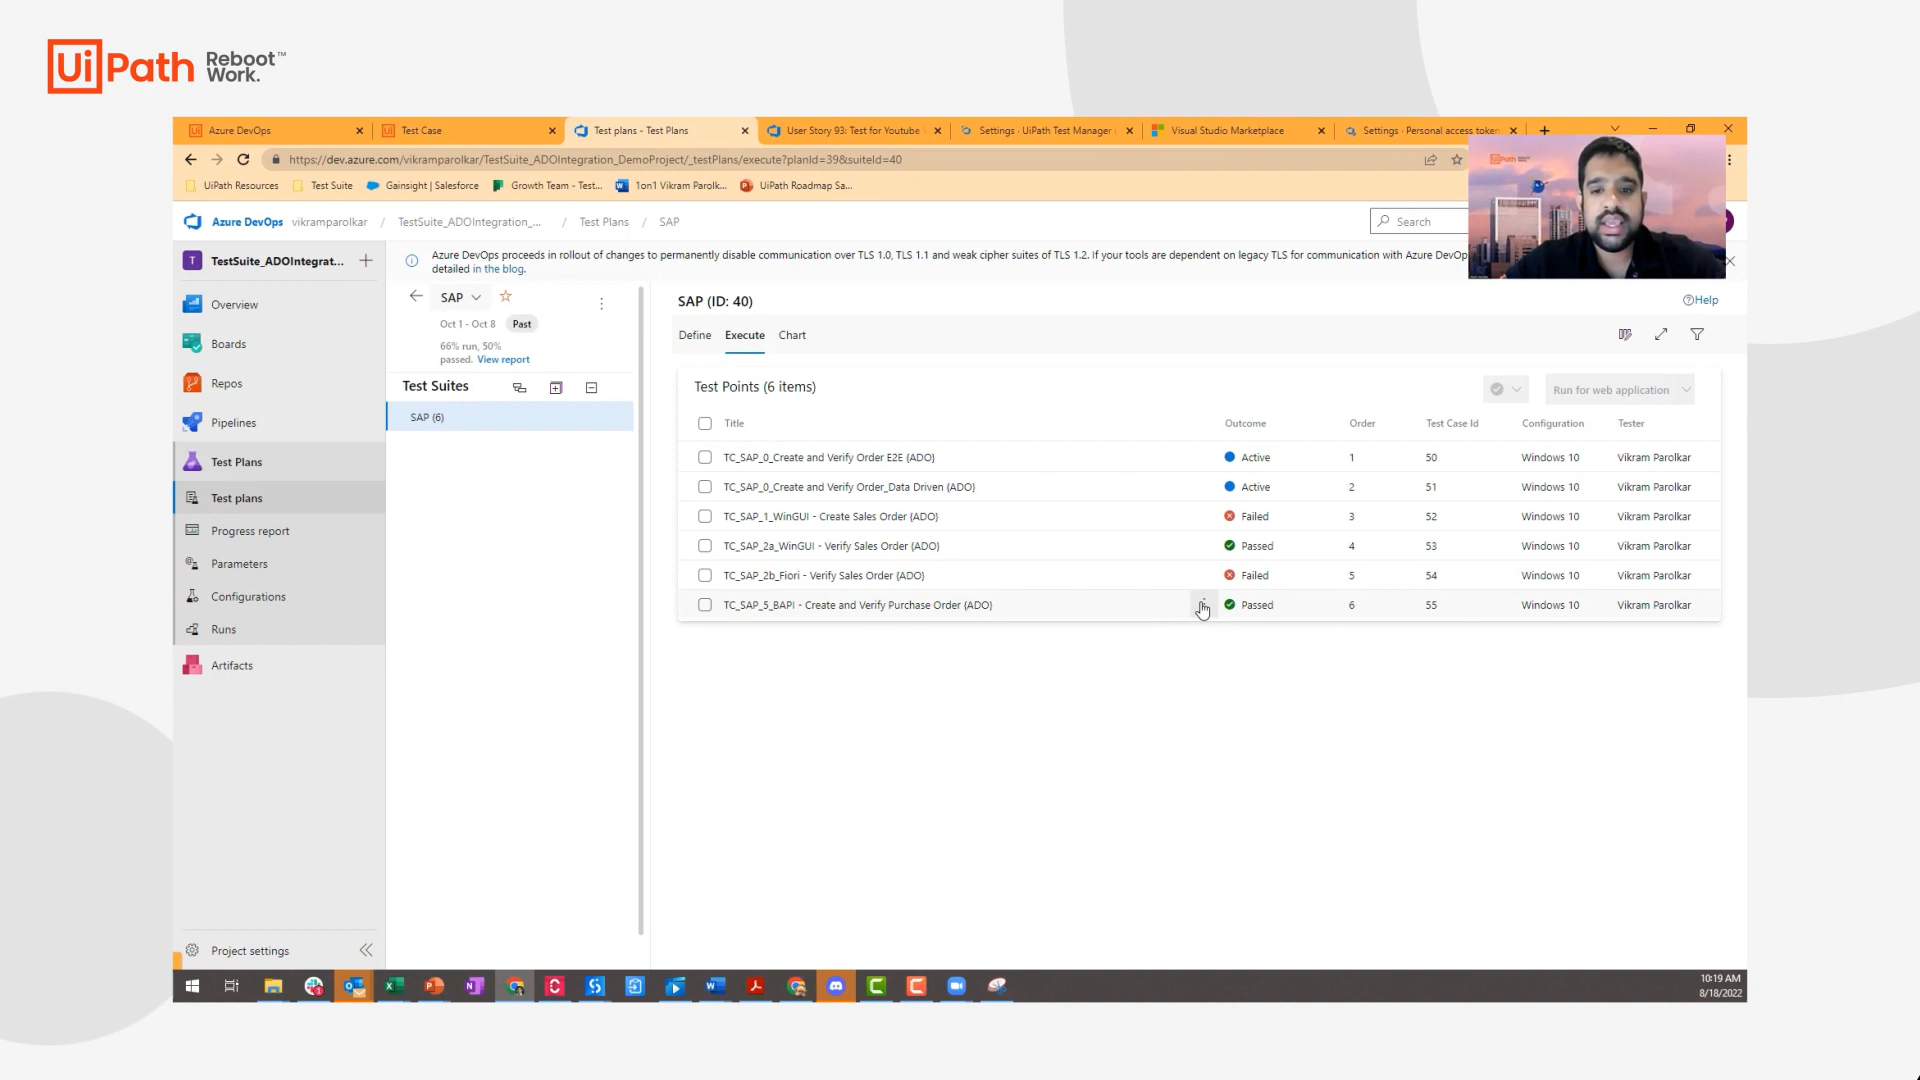 UiPath Reboot Work.™
Azure DevOps
Test Case
Test plans - Test Plans
User Story 93: Test for Youtube
Settings · UiPath Test Manager
Visual Studio Marketplace
Settings · Personal access token
https://dev.azure.com/vikramparolkar/TestSuite_ADOIntegration_DemoProject/_testPlans/execute?planId=39&suiteId=40
UiPath Resources
Test Suite
Gainsight | Salesforce
Growth Team - Test...
1on1 Vikram Parolk...
UiPath Roadmap Sa...
Azure DevOps vikramparolkar / TestSuite_ADOIntegration_... / Test Plans / SAP
Search
T TestSuite_ADOIntegrat...
Overview
Boards
Repos
Pipelines
Test Plans
Test plans
Progress report
Parameters
Configurations
Runs
Artifacts
Project settings
Azure DevOps proceeds in rollout of changes to permanently disable communication over TLS 1.0, TLS 1.1 and weak cipher suites of TLS 1.2. If your tools are dependent on legacy TLS for communication with Azure DevOp
detailed in the blog.
SAP
Oct 1 - Oct 8 Past
66% run, 50%
passed. View report
Test Suites
SAP (6)
SAP (ID: 40)
Help
Define Execute Chart
Test Points (6 items)
Run for web application
Title Outcome Order Test Case Id Configuration Tester
TC_SAP_0_Create and Verify Order E2E {ADO} Active 1 50 Windows 10 Vikram Parolkar
TC_SAP_0_Create and Verify Order_Data Driven {ADO} Active 2 51 Windows 10 Vikram Parolkar
TC_SAP_1_WinGUI - Create Sales Order {ADO} Failed 3 52 Windows 10 Vikram Parolkar
TC_SAP_2a_WinGUI - Verify Sales Order {ADO} Passed 4 53 Windows 10 Vikram Parolkar
TC_SAP_2b_Fiori - Verify Sales Order {ADO} Failed 5 54 Windows 10 Vikram Parolkar
TC_SAP_5_BAPI - Create and Verify Purchase Order {ADO} Passed 6 55 Windows 10 Vikram Parolkar
10:19 AM
8/18/2022